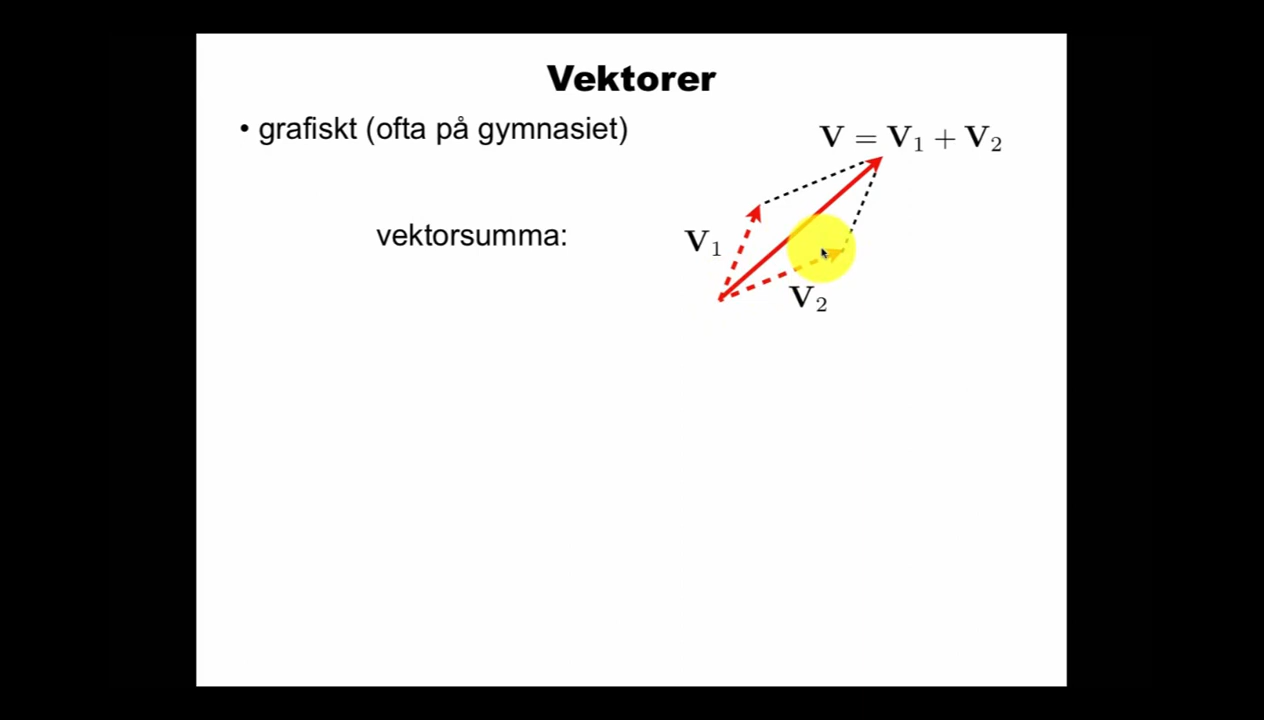 Vektorer
• grafiskt (ofta på gymnasiet)
V = V₁ + V₂
vektorsumma:
V₁
V₂